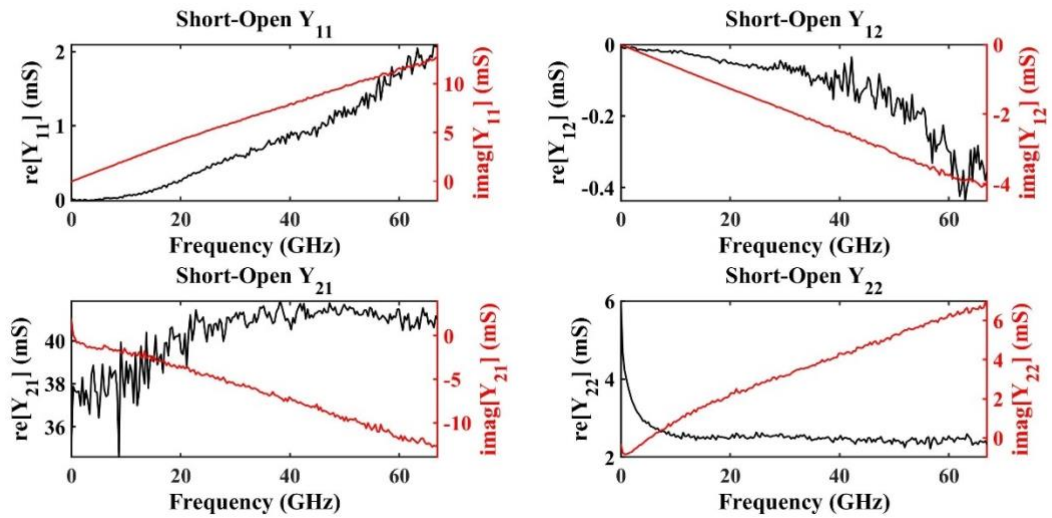 Short-Open Y11
re[Y11] (mS)
2
1
0
imag[Y11] (mS)
10
5
0
0 20 40 60
Frequency (GHz)
Short-Open Y12
re[Y12] (mS)
0
-0.2
-0.4
imag[Y12] (mS)
0
-2
-4
0 20 40 60
Frequency (GHz)
Short-Open Y21
re[Y21] (mS)
40
38
36
imag[Y21] (mS)
0
-5
-10
0 20 40 60
Frequency (GHz)
Short-Open Y22
re[Y22] (mS)
6
4
2
imag[Y22] (mS)
6
4
2
0
0 20 40 60
Frequency (GHz)